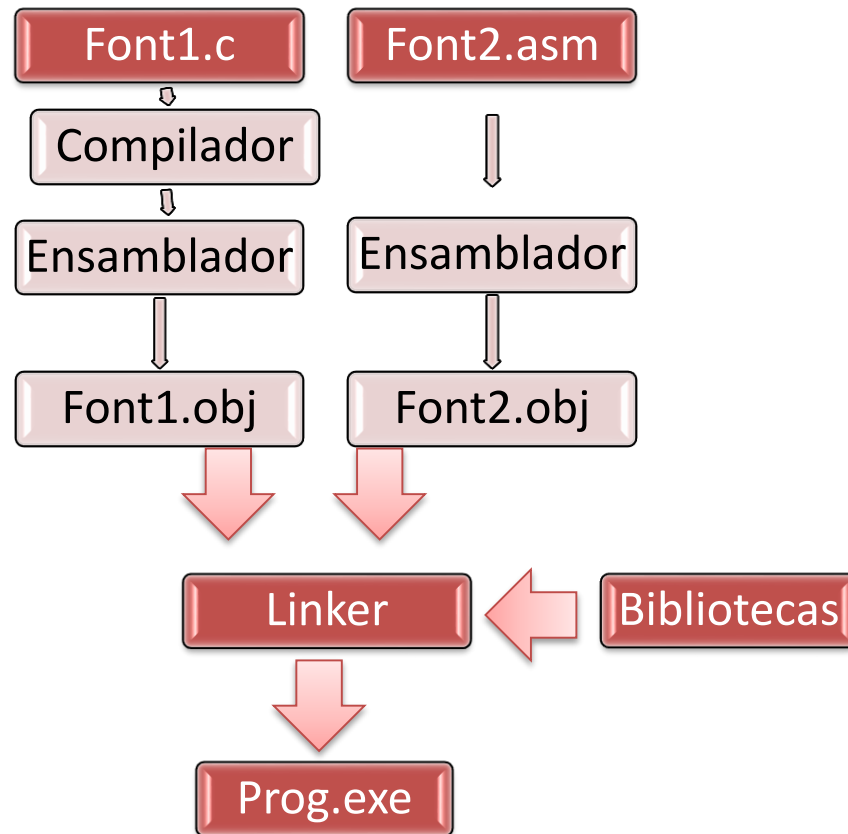 Font1.c
Font2.asm
Compilador
Ensamblador
Ensamblador
Font1.obj
Font2.obj
Linker
Bibliotecas
Prog.exe